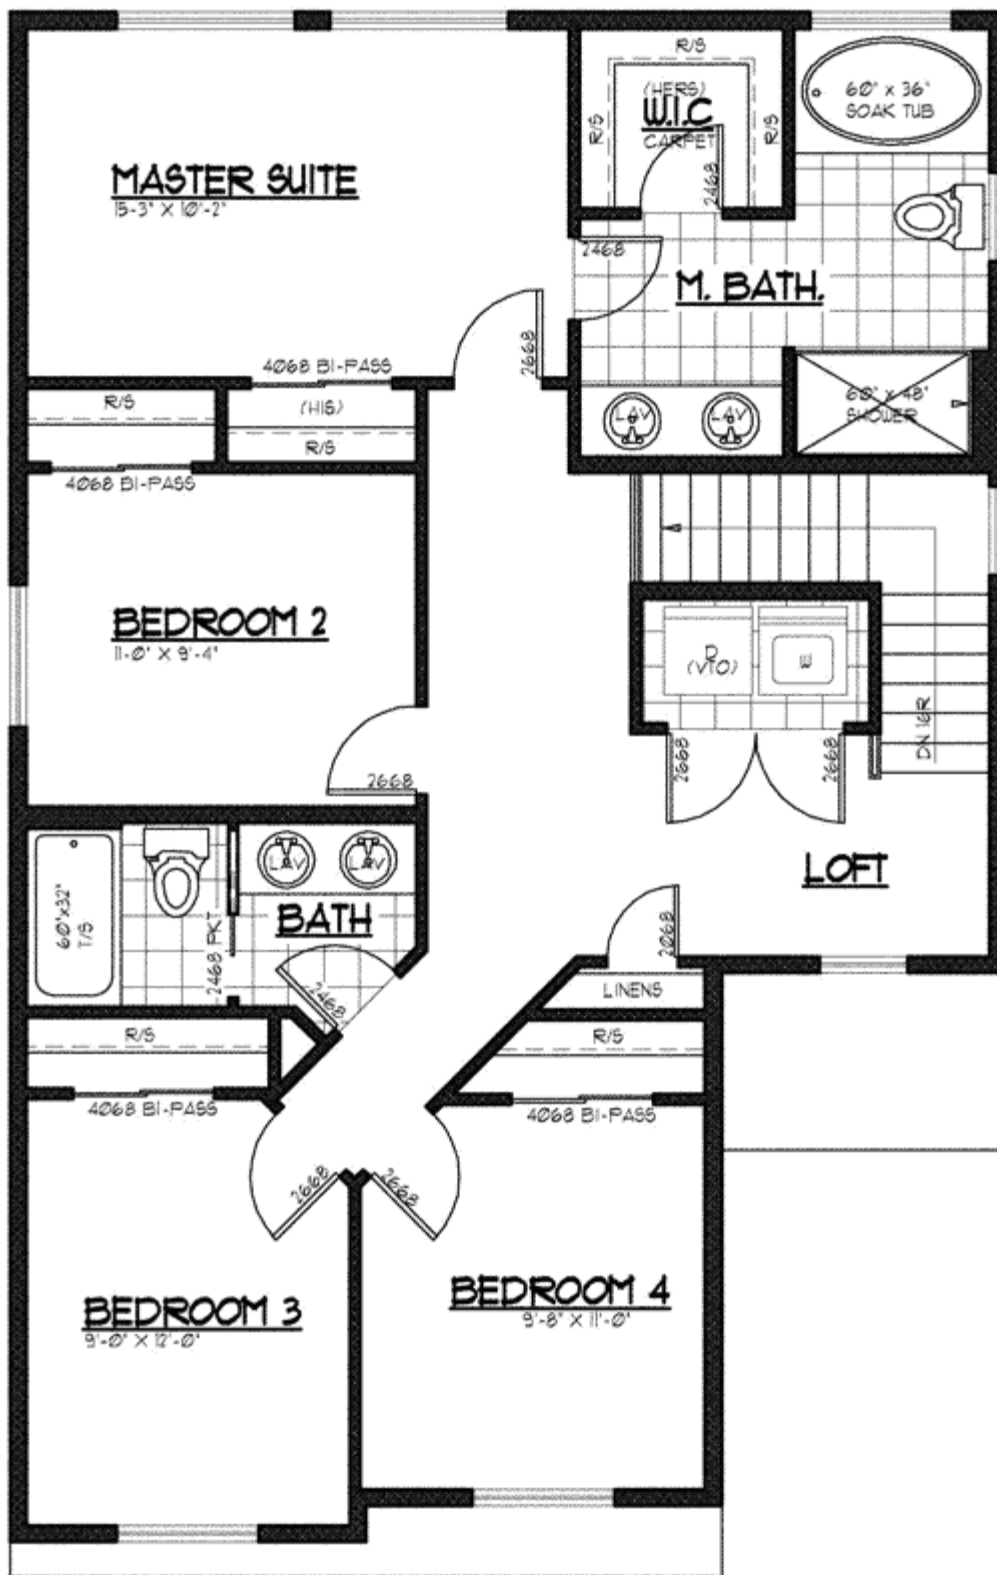 R/S
(HERS)
W.I.C
CARPET
R/S
R/S
2468
60" x 36"
SOAK TUB
MASTER SUITE
15'-3" X 10'-2"
2468
M. BATH.
2668
4068 BI-PASS
R/S
(HIS)
R/S
LAV
LAV
60" x 48"
SHOWER
4068 BI-PASS
BEDROOM 2
11'-0" X 9'-4"
D
(VTO)
W
DN 16R
2668
2668
2668
LOFT
60"x32"
T/S
2468 PKT
LAV
LAV
BATH
2468
2068
LINENS
R/S
R/S
4068 BI-PASS
4068 BI-PASS
2668
2668
BEDROOM 3
9'-0" X 12'-0"
BEDROOM 4
9'-8" X 11'-0"